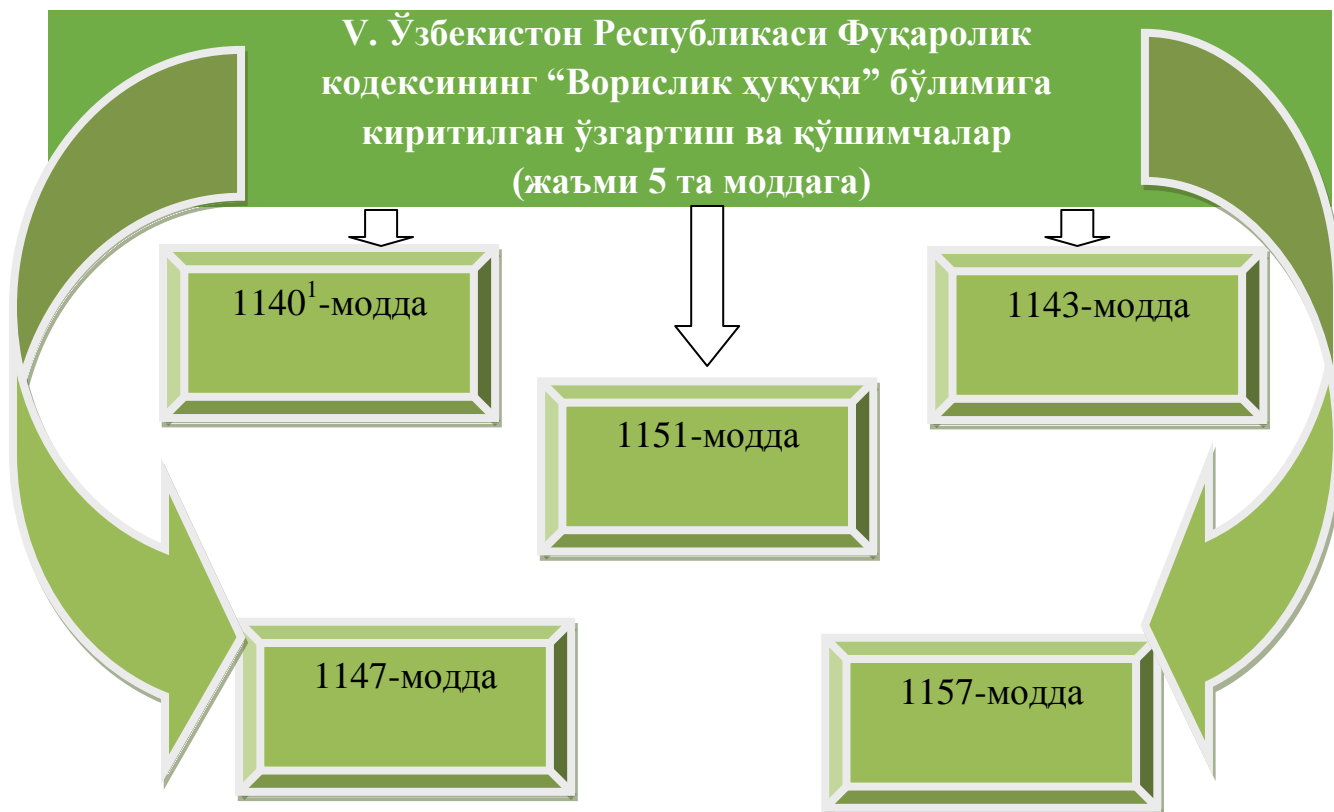 V. Ўзбекистон Республикаси Фуқаролик
кодексининг “Ворислик ҳуқуқи” бўлимига
киритилган ўзгартиш ва қўшимчалар
(жаъми 5 та моддага)
1140¹-модда
1143-модда
1151-модда
1147-модда
1157-модда